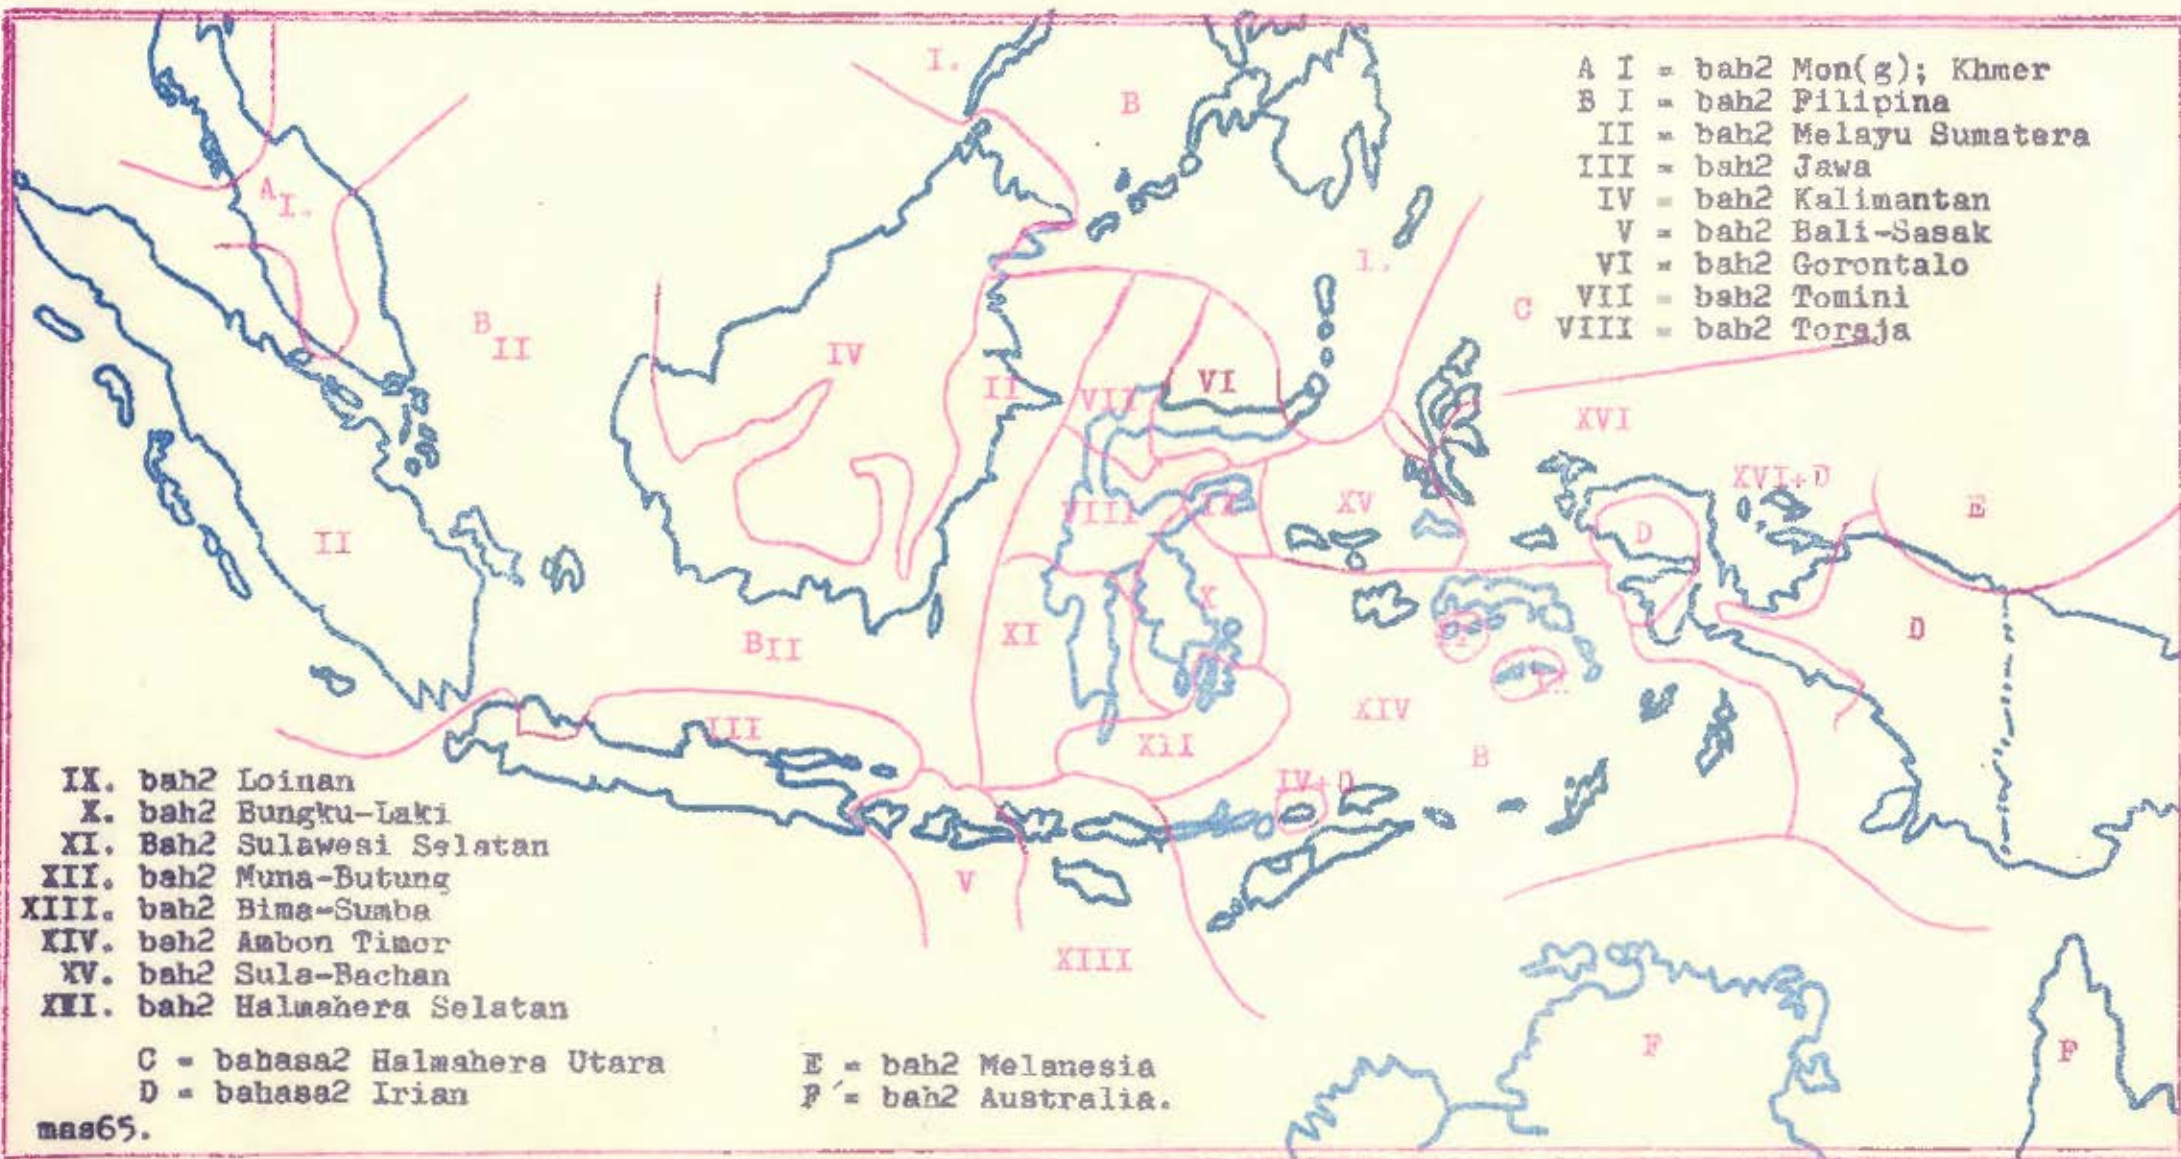 A I = bah2 Mon(g); Khmer
B I = bah2 Pilipina
II = bah2 Melayu Sumatera
III = bah2 Jawa
IV = bah2 Kalimantan
V = bah2 Bali-Sasak
VI = bah2 Gorontalo
VII = bah2 Tomini
VIII = bah2 Toraja
I.
B
A I.
I.
C
B II
IV
II
VII
VI
XVI
XVI+D
E
II
VIII
IX
XV
D
D
X
XI
B II
III
XII
XIV
B
IV+D
V
XIII
F
F
IX. bah2 Loinan
X. bah2 Bungku-Laki
XI. Bah2 Sulawesi Selatan
XII. bah2 Muna-Butung
XIII. bah2 Bima-Sumba
XIV. bah2 Ambon Timor
XV. bah2 Sula-Bachan
XVI. bah2 Halmahera Selatan
C = bahasa2 Halmahera Utara
D = bahasa2 Irian
E = bah2 Melanesia
F = bah2 Australia.
mas65.